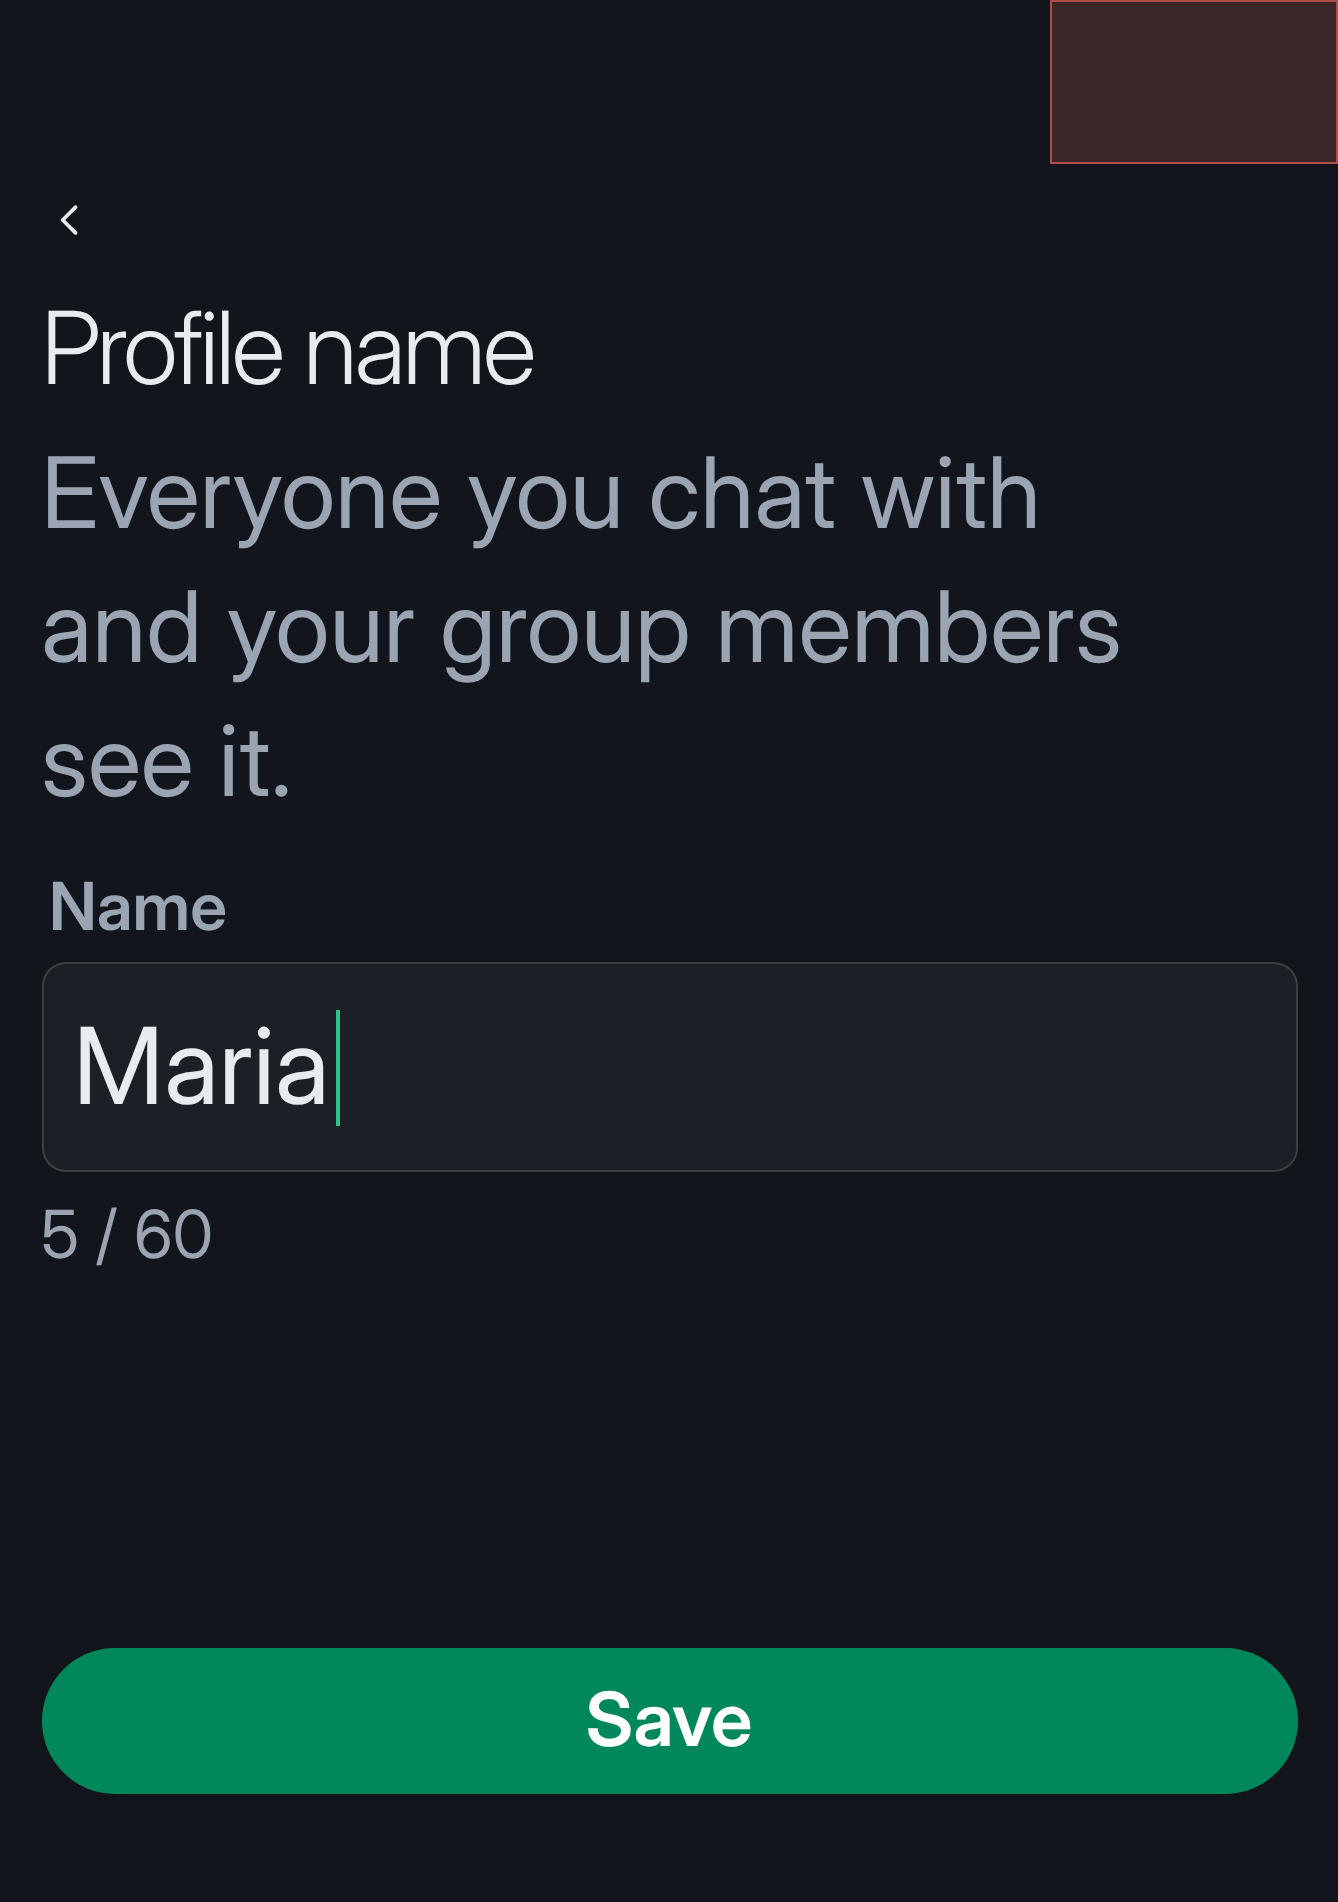 Profile name
Everyone you chat with
and your group members
see it.
Name
Maria
5 / 60
Save